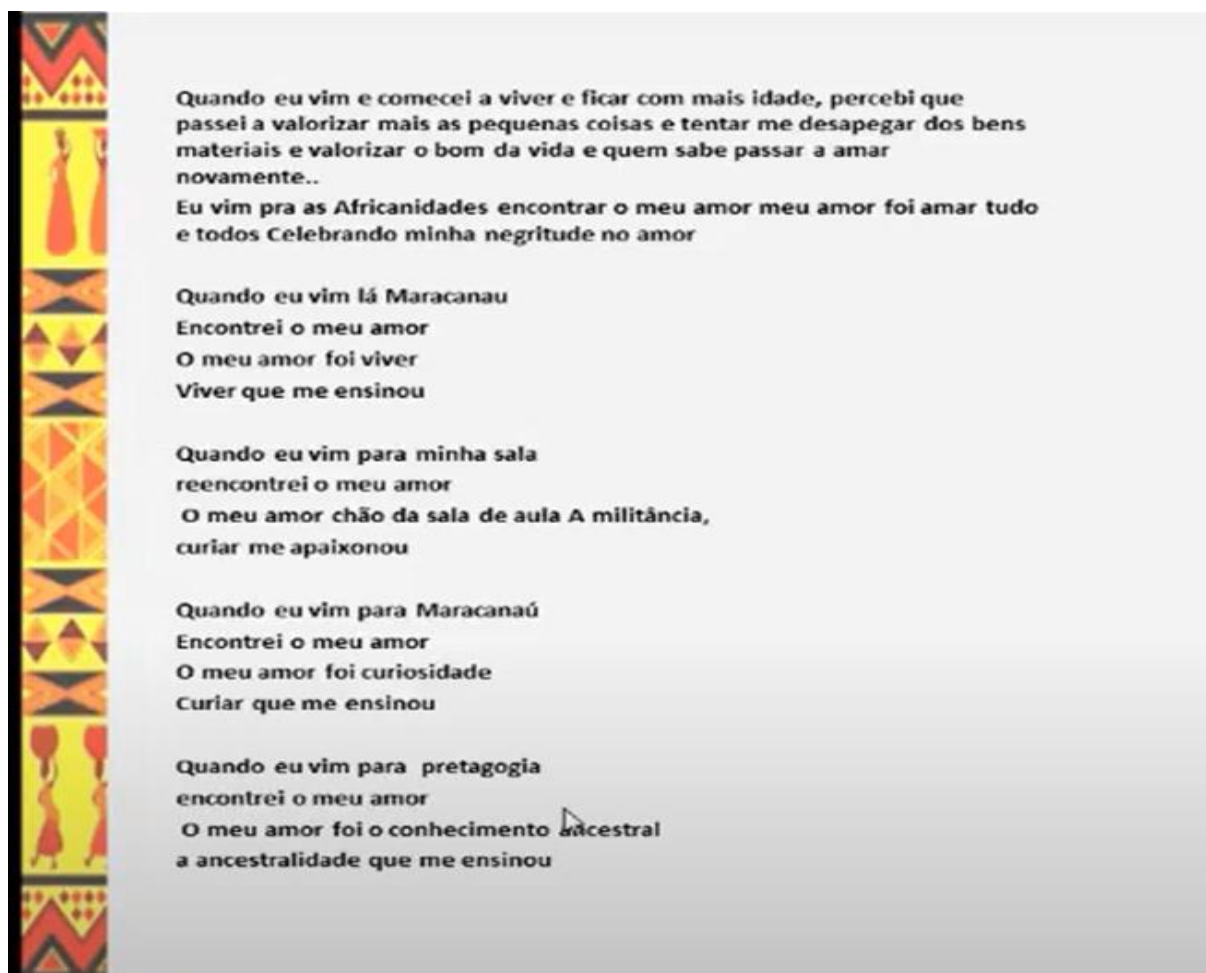 Quando eu vim e comecei a viver e ficar com mais idade, percebi que
passei a valorizar mais as pequenas coisas e tentar me desapegar dos bens
materiais e valorizar o bom da vida e quem sabe passar a amar
novamente..
Eu vim pra as Africanidades encontrar o meu amor meu amor foi amar tudo
e todos Celebrando minha negritude no amor
Quando eu vim lá Maracanau
Encontrei o meu amor
O meu amor foi viver
Viver que me ensinou
Quando eu vim para minha sala
reencontrei o meu amor
O meu amor chão da sala de aula A militância,
curiar me apaixonou
Quando eu vim para Maracanaú
Encontrei o meu amor
O meu amor foi curiosidade
Curiar que me ensinou
Quando eu vim para pretagogia
encontrei o meu amor
O meu amor foi o conhecimento ancestral
a ancestralidade que me ensinou